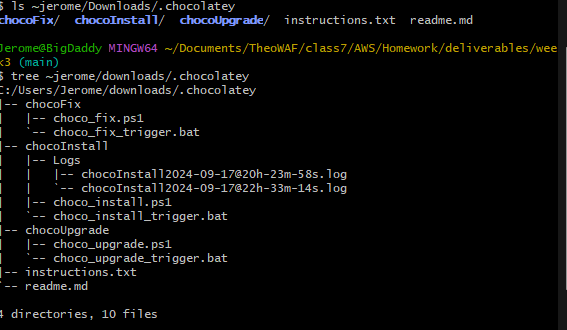 $ ls ~jerome/Downloads/.chocolatey
chocoFix/  chocoInstall/  chocoUpgrade/  instructions.txt  readme.md
Jerome@BigDaddy MINGW64 ~/Documents/TheoWAF/class7/AWS/Homework/deliverables/wee
k3 (main)
$ tree ~jerome/downloads/.chocolatey
C:/Users/Jerome/downloads/.chocolatey
|-- chocoFix
|   |-- choco_fix.ps1
|   `-- choco_fix_trigger.bat
|-- chocoInstall
|   |-- Logs
|   |   |-- chocoInstall2024-09-17@20h-23m-58s.log
|   |   `-- chocoInstall2024-09-17@22h-33m-14s.log
|   |-- choco_install.ps1
|   `-- choco_install_trigger.bat
|-- chocoUpgrade
|   |-- choco_upgrade.ps1
|   `-- choco_upgrade_trigger.bat
|-- instructions.txt
`-- readme.md
4 directories, 10 files